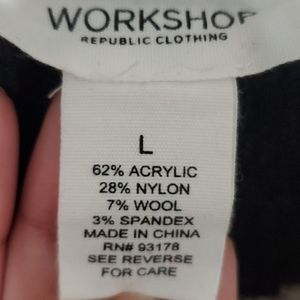 WORKSHOP
REPUBLIC CLOTHING
L
62% ACRYLIC
28% NYLON
7% WOOL
3% SPANDEX
MADE IN CHINA
RN# 93178
SEE REVERSE
FOR CARE